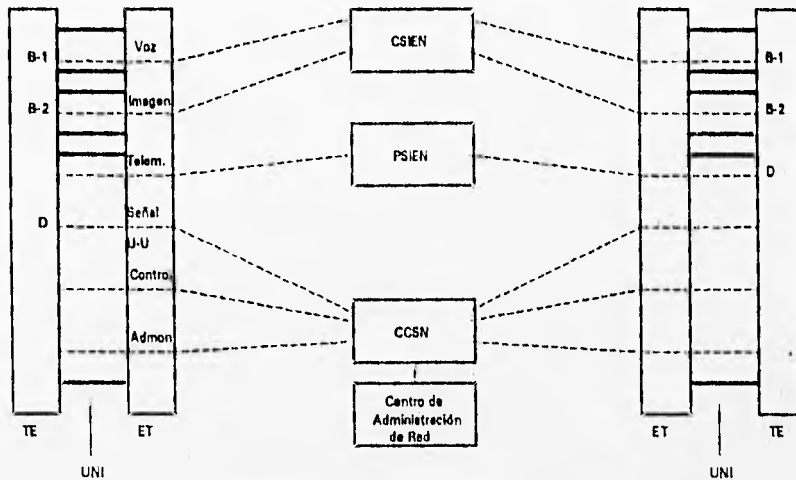 Voz
CSIEN
B-1
B-1
B-2
Imagen
B-2
Telem.
PSIEN
D
Señal
D
U-U
Contro
CCSN
Admon
Centro de
Administración
de Red
TE
ET
ET
TE
UNI
UNI